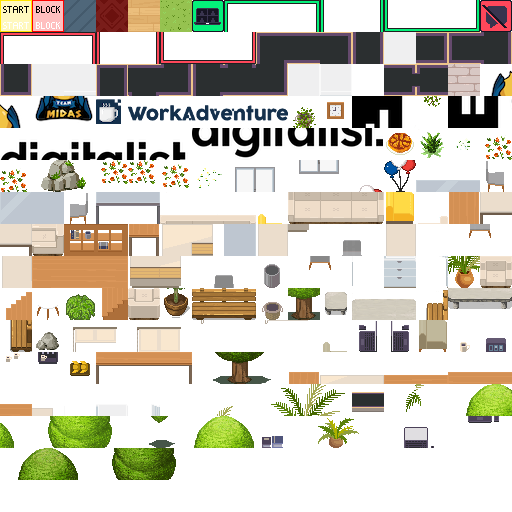 START BLOCK
START BLOCK
TEAM
MIDAS
WorkAdventure
digitalist.
digitalist